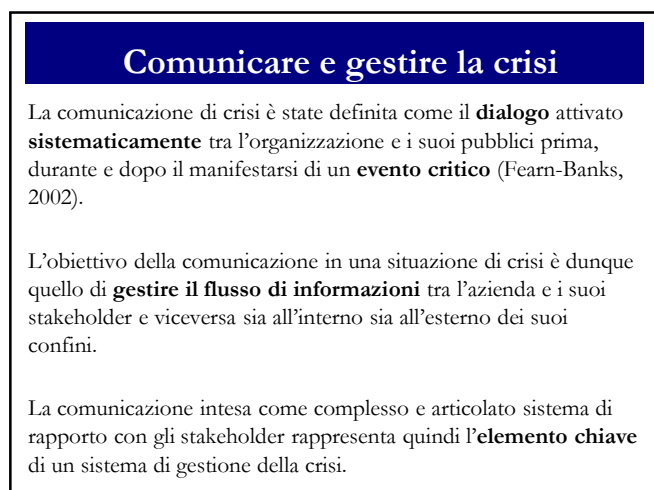 Comunicare e gestire la crisi
La comunicazione di crisi è state definita come il dialogo attivato
sistematicamente tra l'organizzazione e i suoi pubblici prima,
durante e dopo il manifestarsi di un evento critico (Fearn-Banks,
2002).
L'obiettivo della comunicazione in una situazione di crisi è dunque
quello di gestire il flusso di informazioni tra l'azienda e i suoi
stakeholder e viceversa sia all'interno sia all'esterno dei suoi
confini.
La comunicazione intesa come complesso e articolato sistema di
rapporto con gli stakeholder rappresenta quindi l'elemento chiave
di un sistema di gestione della crisi.